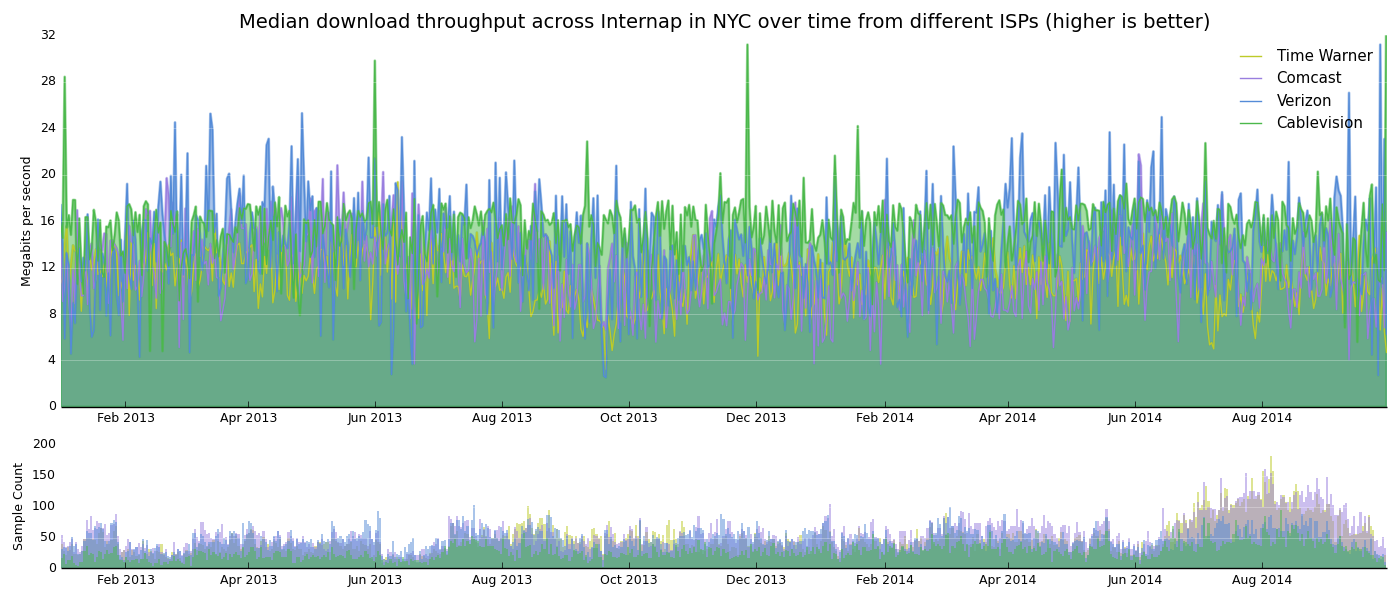 Median download throughput across Internap in NYC over time from different ISPs (higher is better)
32
28
24
20
16
12
8
4
0
Megabits per second
Time Warner
Comcast
Verizon
Cablevision
Feb 2013 Apr 2013 Jun 2013 Aug 2013 Oct 2013 Dec 2013 Feb 2014 Apr 2014 Jun 2014 Aug 2014
200
150
100
50
0
Sample Count
Feb 2013 Apr 2013 Jun 2013 Aug 2013 Oct 2013 Dec 2013 Feb 2014 Apr 2014 Jun 2014 Aug 2014